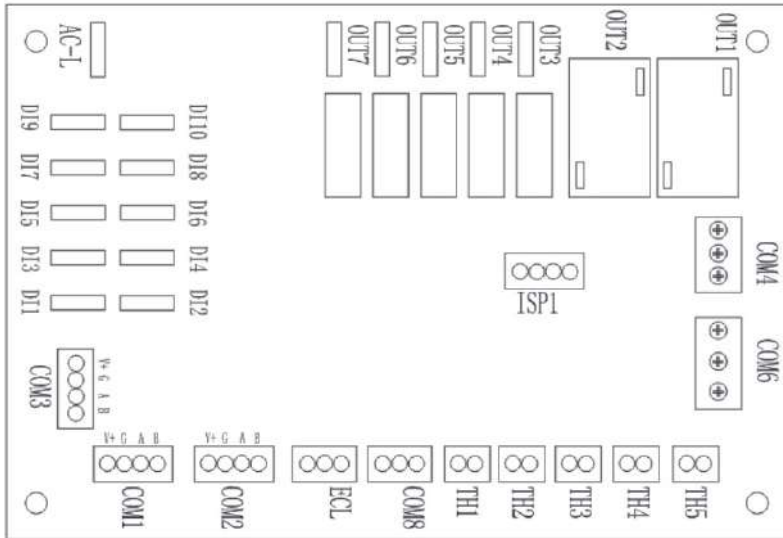 AC-L
OUT7
OUT6
OUT5
OUT4
OUT3
OUT2
OUT1
DI9
DI10
DI7
DI8
DI5
DI6
DI3
DI4
DI1
DI2
COM4
ISP1
COM6
COM3
V+ G A B
V+ G A B
V+ G A B
COM1
COM2
ECL
COM8
TH1
TH2
TH3
TH4
TH5